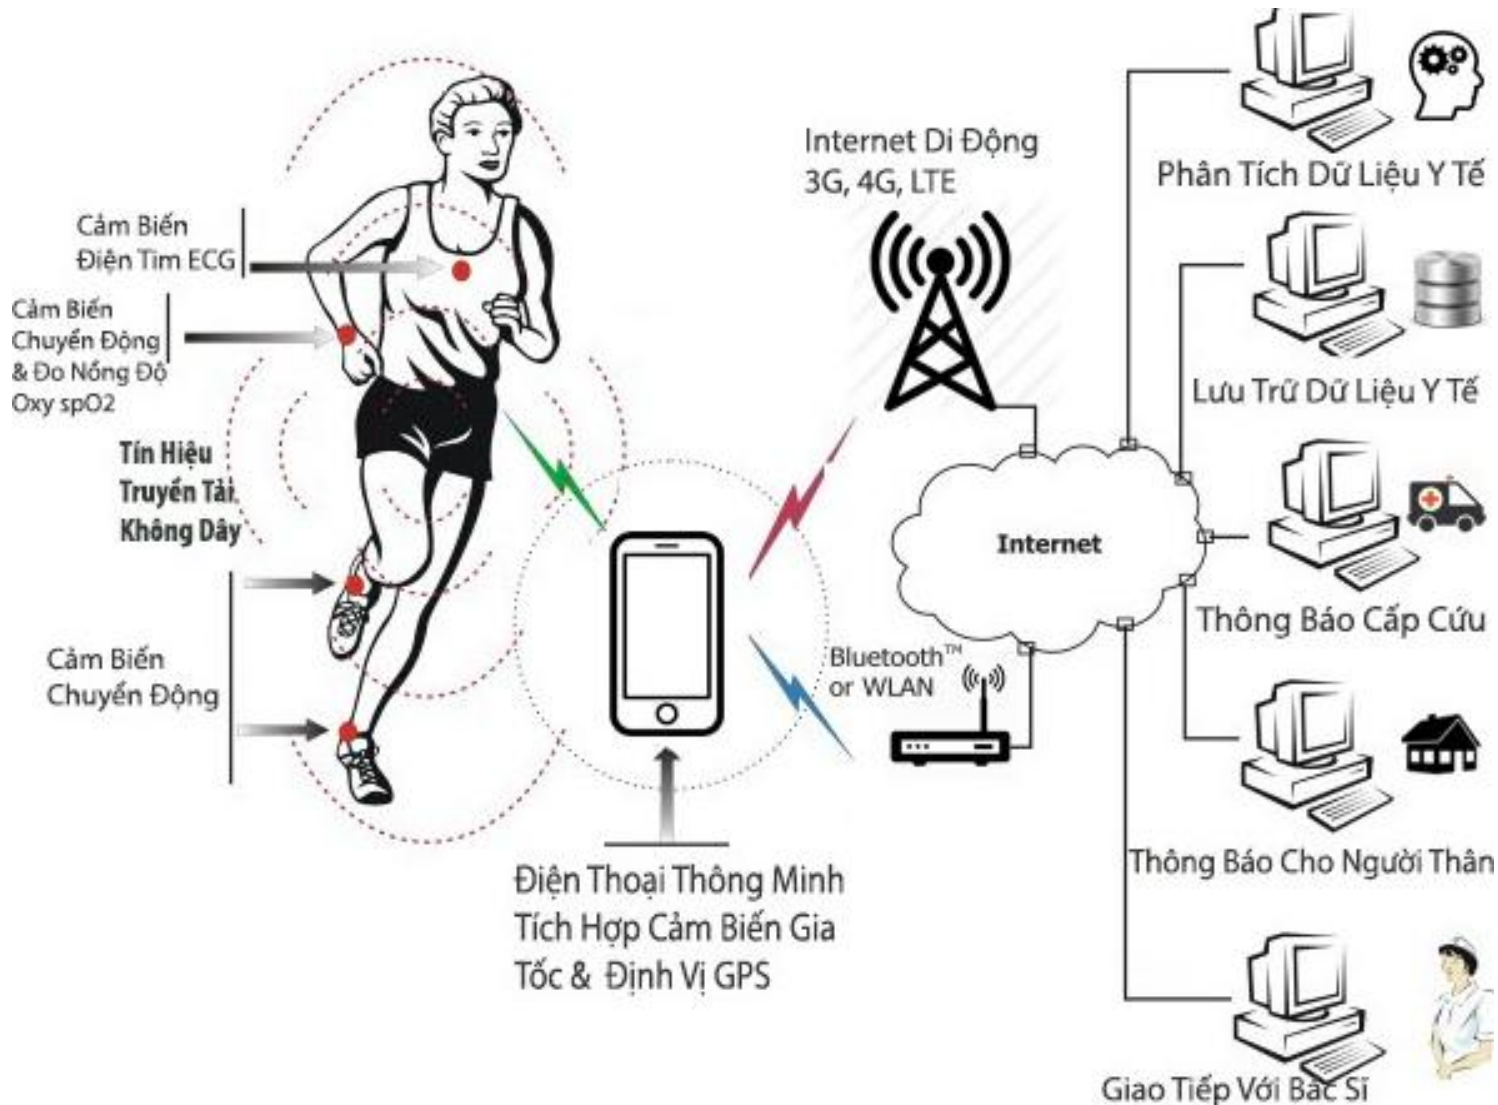 Cảm Biến
Điện Tim ECG
Cảm Biến
Chuyển Động
& Đo Nồng Độ
Oxy spO2
Tín Hiệu
Truyền Tải
Không Dây
Cảm Biến
Chuyển Động
Điện Thoại Thông Minh
Tích Hợp Cảm Biến Gia
Tốc & Định Vị GPS
Internet Di Động
3G, 4G, LTE
Internet
Bluetooth™
or WLAN
Phân Tích Dữ Liệu Y Tế
Lưu Trữ Dữ Liệu Y Tế
Thông Báo Cấp Cứu
Thông Báo Cho Người Thân
Giao Tiếp Với Bác Sĩ